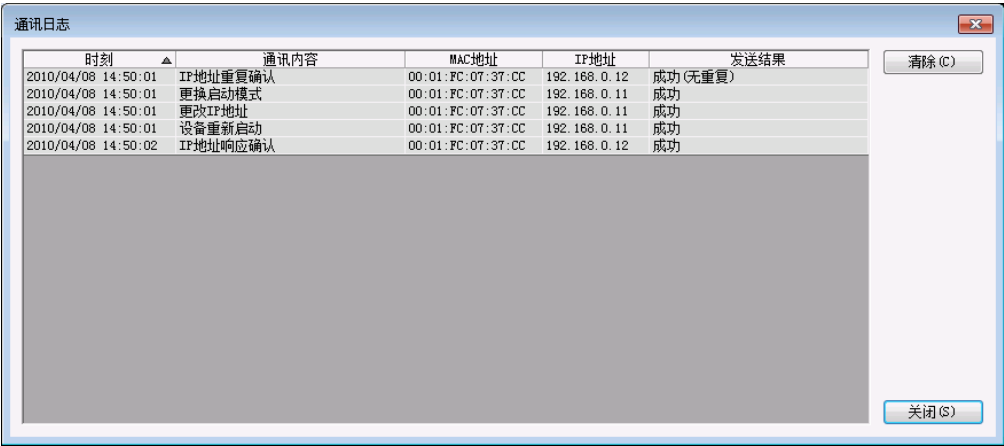 通讯日志
时刻 通讯内容 MAC地址 IP地址 发送结果
2010/04/08 14:50:01 IP地址重复确认 00:01:FC:07:37:CC 192.168.0.12 成功(无重复)
2010/04/08 14:50:01 更换启动模式 00:01:FC:07:37:CC 192.168.0.11 成功
2010/04/08 14:50:01 更改IP地址 00:01:FC:07:37:CC 192.168.0.11 成功
2010/04/08 14:50:01 设备重新启动 00:01:FC:07:37:CC 192.168.0.11 成功
2010/04/08 14:50:02 IP地址响应确认 00:01:FC:07:37:CC 192.168.0.12 成功
清除(C)
关闭(S)